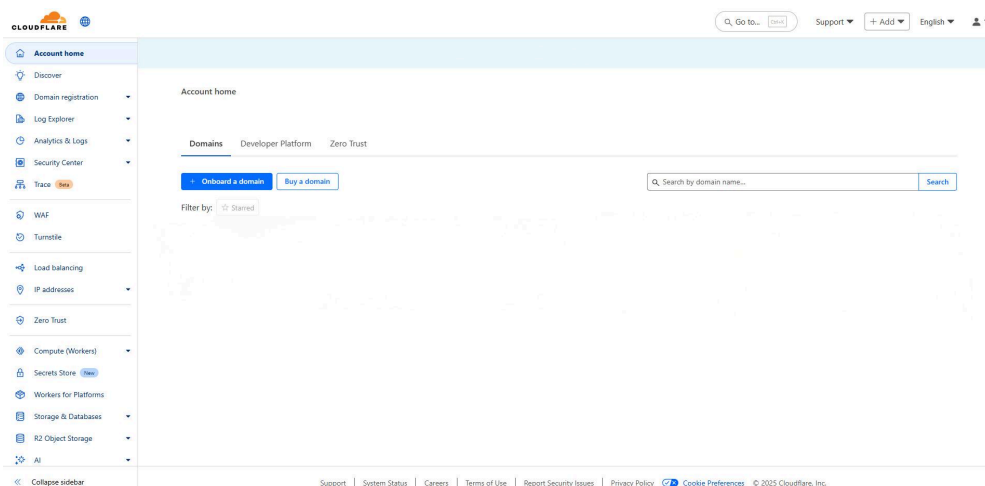 CLOUDFLARE
Go to... Ctrl+K
Support
+ Add
English
Account home
Discover
Domain registration
Log Explorer
Analytics & Logs
Security Center
Trace Beta
WAF
Turnstile
Load balancing
IP addresses
Zero Trust
Compute (Workers)
Secrets Store New
Workers for Platforms
Storage & Databases
R2 Object Storage
AI
Collapse sidebar
Account home
Domains Developer Platform Zero Trust
+ Onboard a domain Buy a domain
Search by domain name... Search
Filter by: Starred
Support | System Status | Careers | Terms of Use | Report Security Issues | Privacy Policy Cookie Preferences © 2025 Cloudflare, Inc.